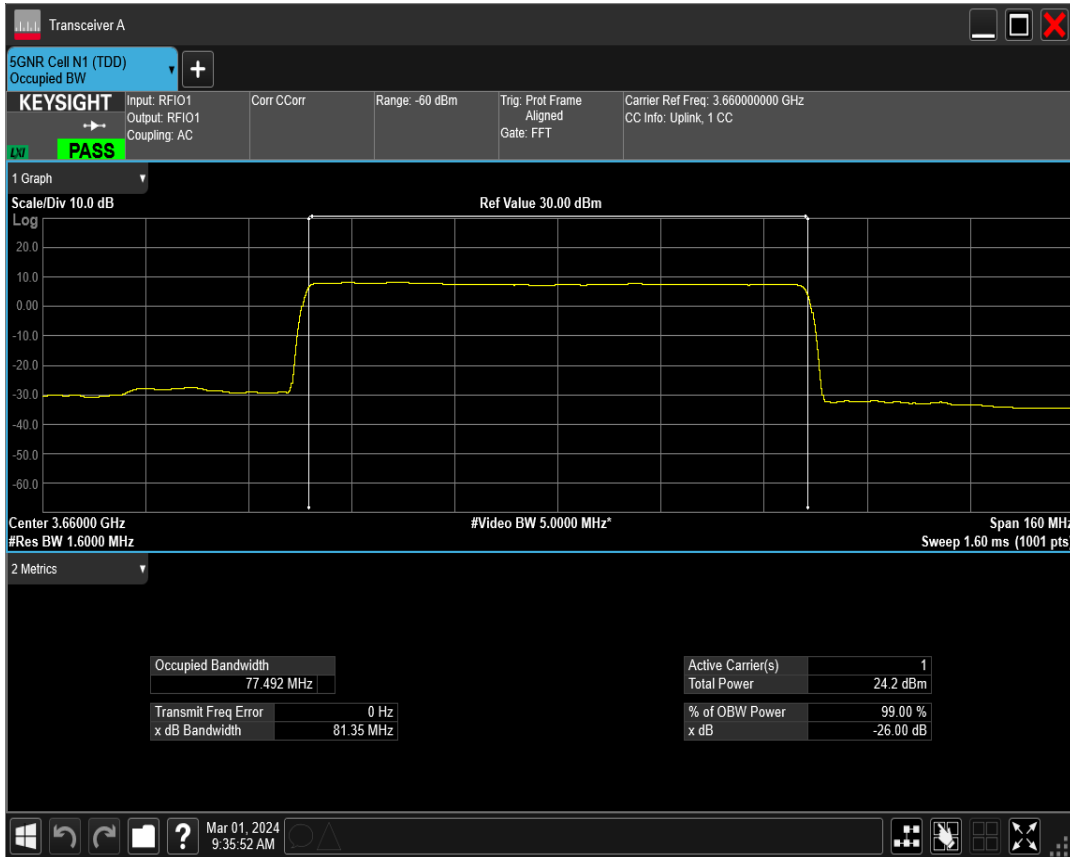 Transceiver A
5GNR Cell N1 (TDD)
Occupied BW
+
KEYSIGHT
LXI
PASS
Input: RFIO1
Output: RFIO1
Coupling: AC
Corr CCorr
Range: -60 dBm
Trig: Prot Frame
Aligned
Gate: FFT
Carrier Ref Freq: 3.660000000 GHz
CC Info: Uplink, 1 CC
1 Graph
Scale/Div 10.0 dB
Ref Value 30.00 dBm
Log
20.0
10.0
0.00
-10.0
-20.0
-30.0
-40.0
-50.0
-60.0
Center 3.66000 GHz
#Video BW 5.0000 MHz*
Span 160 MHz
#Res BW 1.6000 MHz
Sweep 1.60 ms (1001 pts)
2 Metrics
Occupied Bandwidth
77.492 MHz
Transmit Freq Error 0 Hz
x dB Bandwidth 81.35 MHz
Active Carrier(s) 1
Total Power 24.2 dBm
% of OBW Power 99.00 %
x dB -26.00 dB
?
Mar 01, 2024
9:35:52 AM